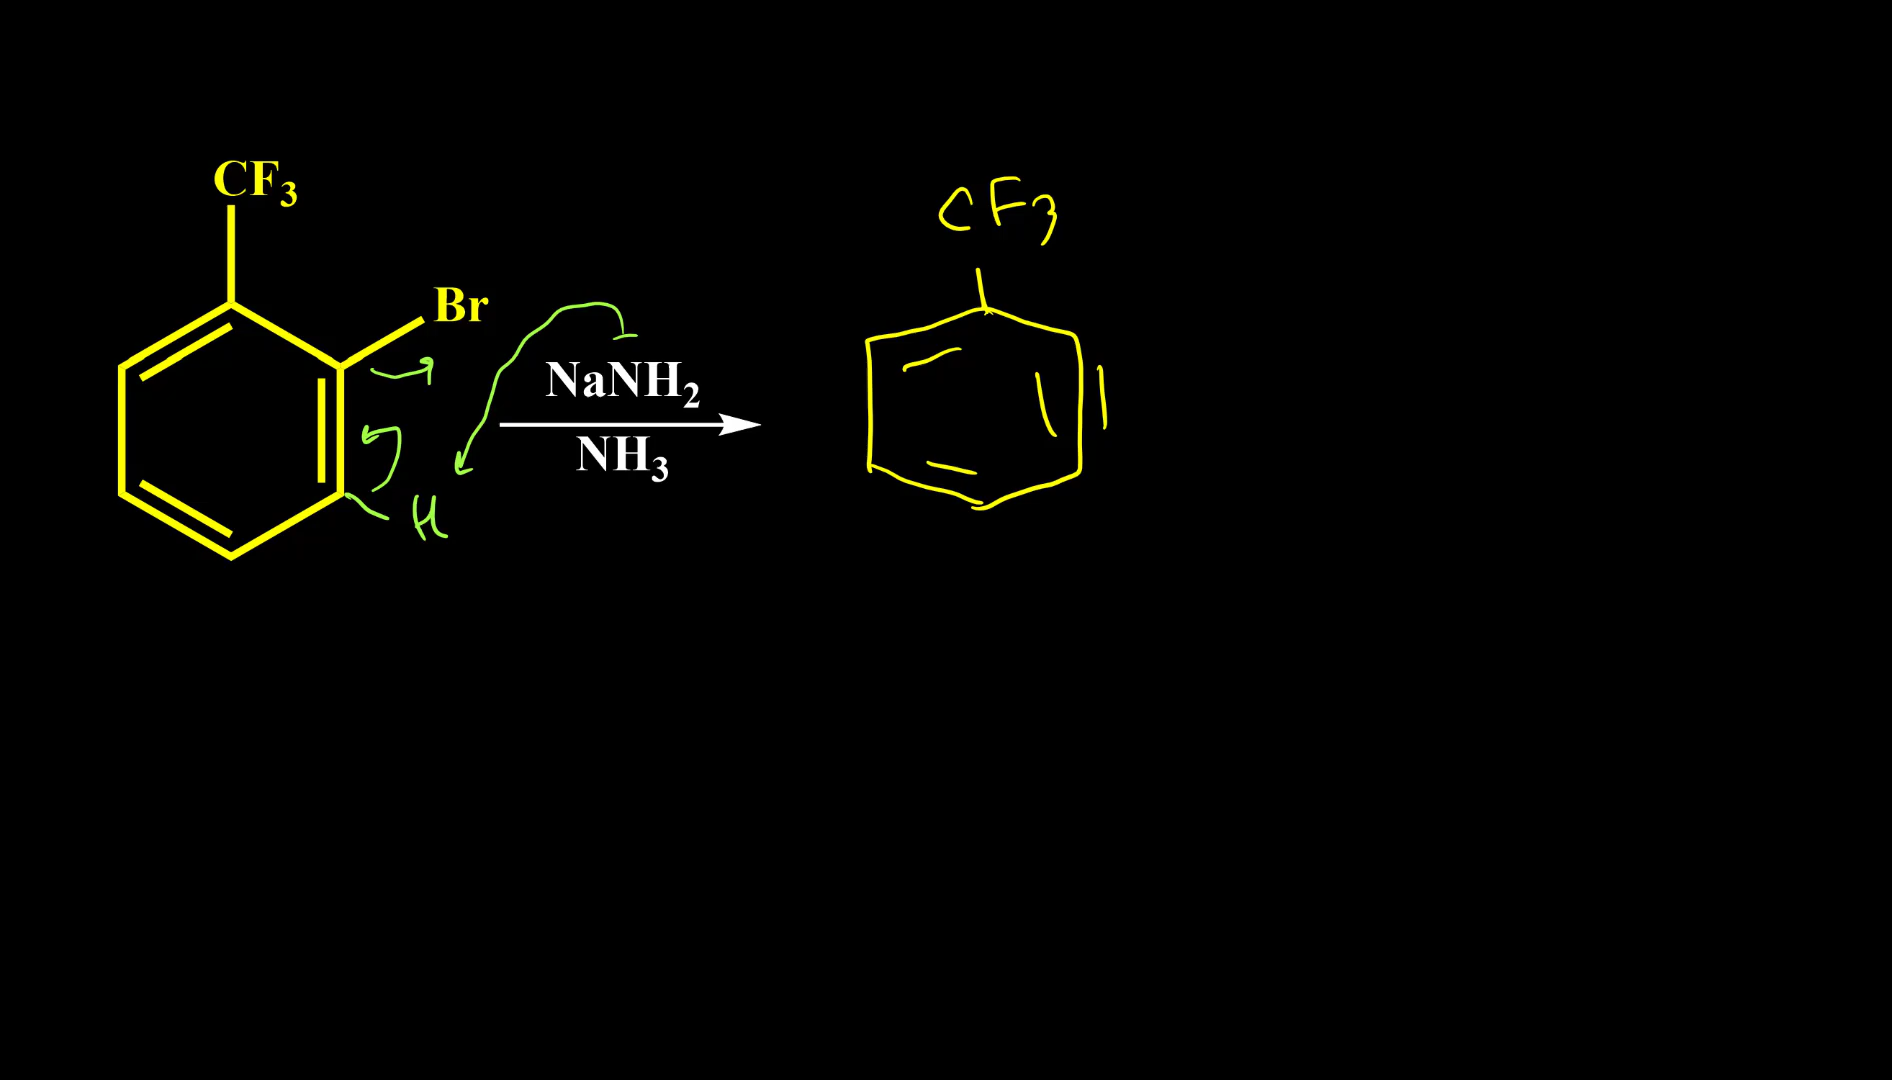 CF₃
CF₃
Br
NaNH₂
NH₃
H